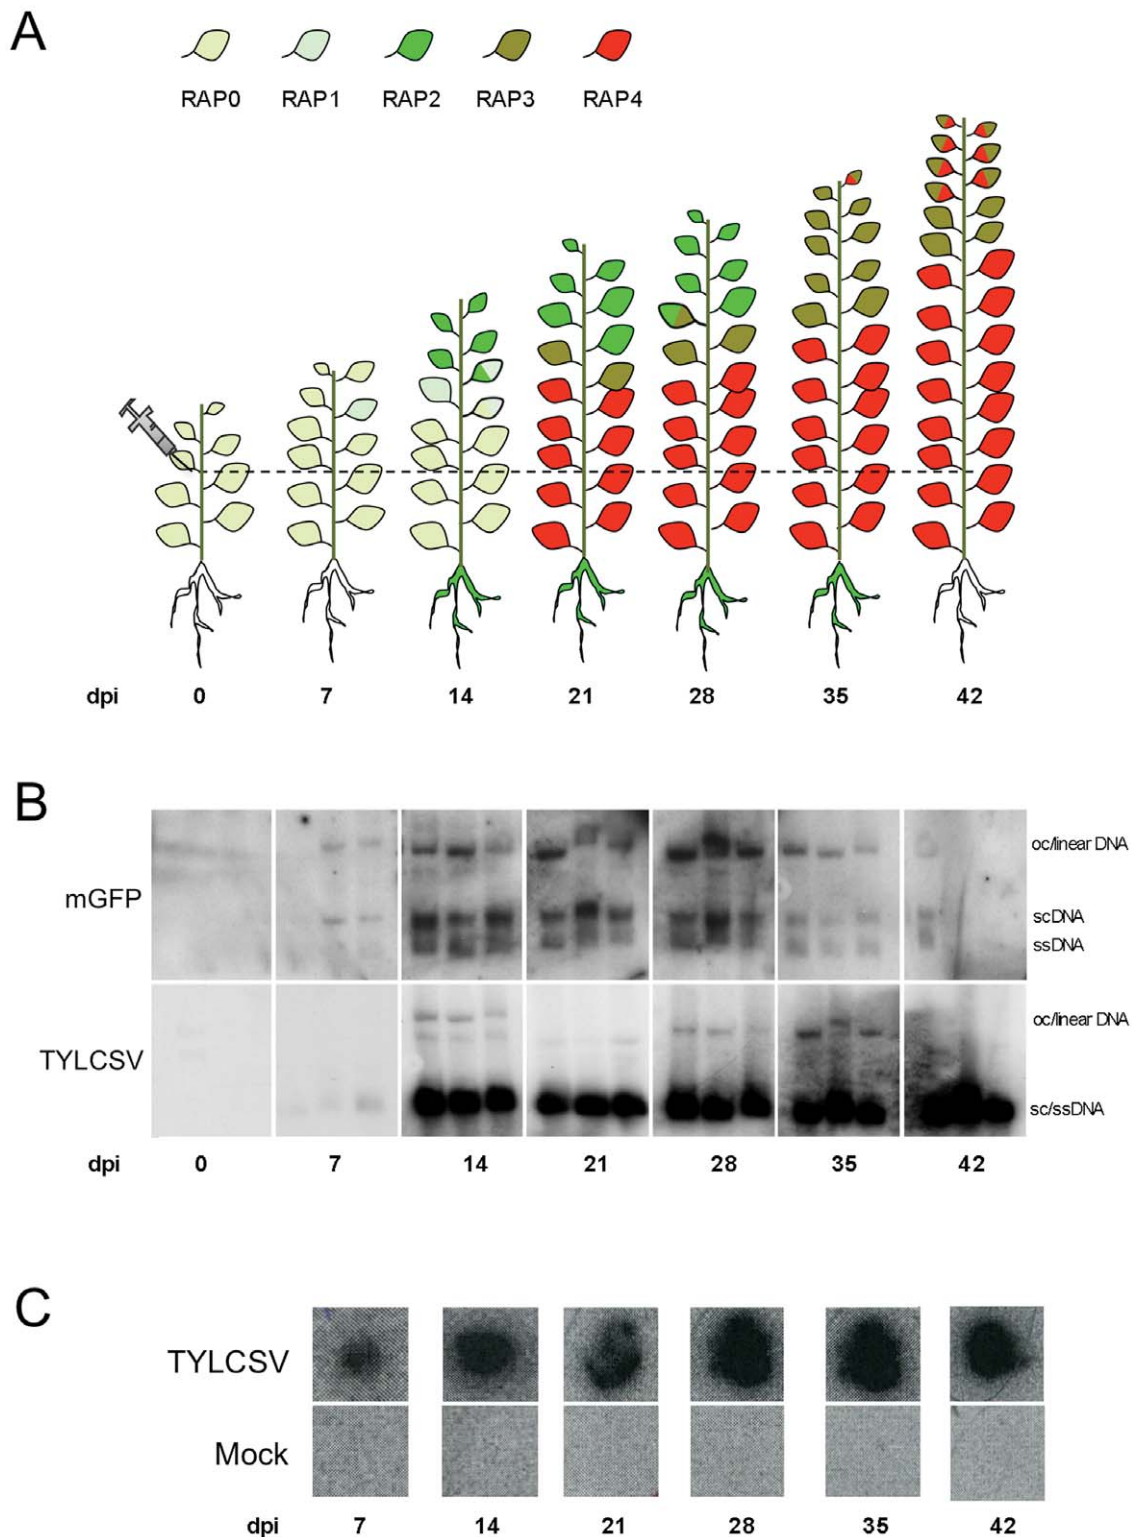 A
RAP0 RAP1 RAP2 RAP3 RAP4
dpi 0 7 14 21 28 35 42
B
mGFP
oc/linear DNA
scDNA
ssDNA
TYLCSV
oc/linear DNA
sc/ssDNA
dpi 0 7 14 21 28 35 42
C
TYLCSV
Mock
dpi 7 14 21 28 35 42